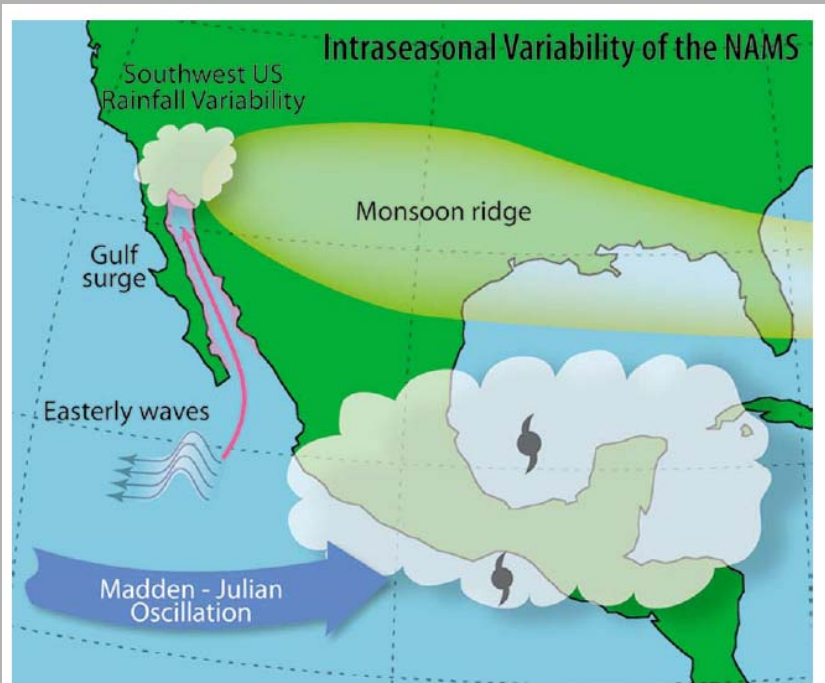 Intraseasonal Variability of the NAMS
Southwest US
Rainfall Variability
Monsoon ridge
Gulf
surge
Easterly waves
Madden - Julian
Oscillation